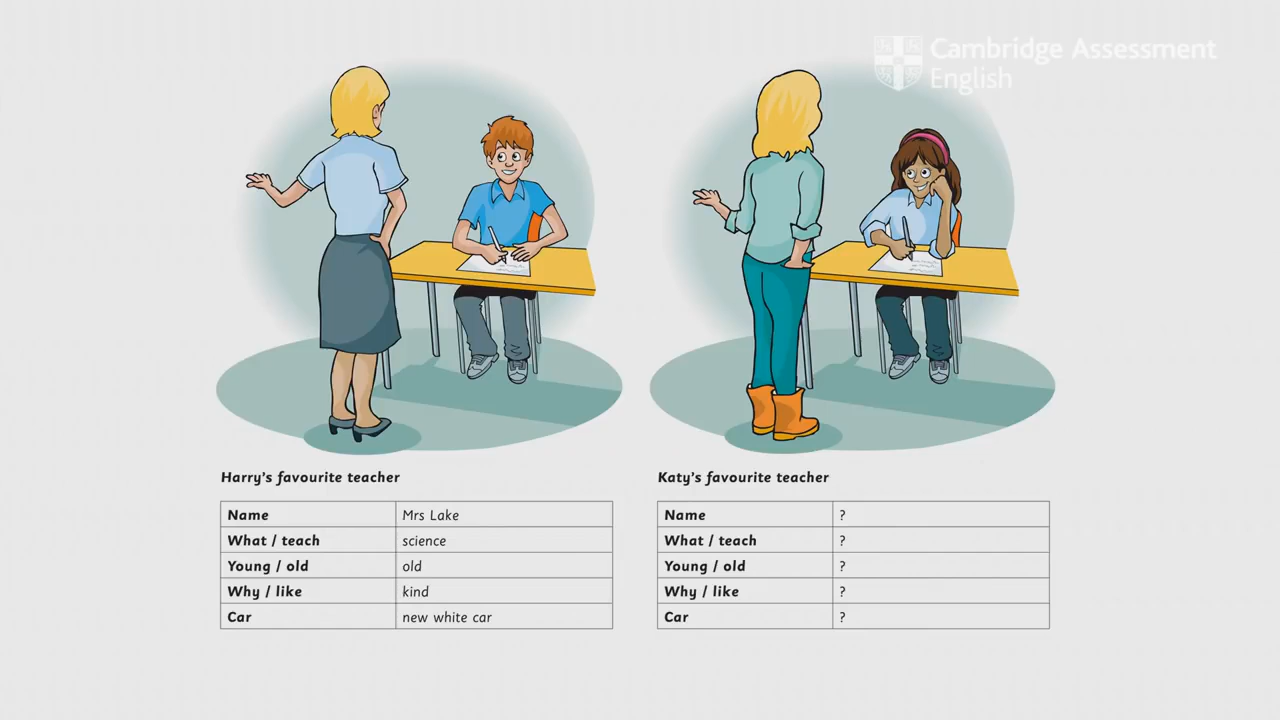 Cambridge Assessment
English
Harry's favourite teacher
Name Mrs Lake
What / teach science
Young / old old
Why / like kind
Car new white car
Katy's favourite teacher
Name ?
What / teach ?
Young / old ?
Why / like ?
Car ?